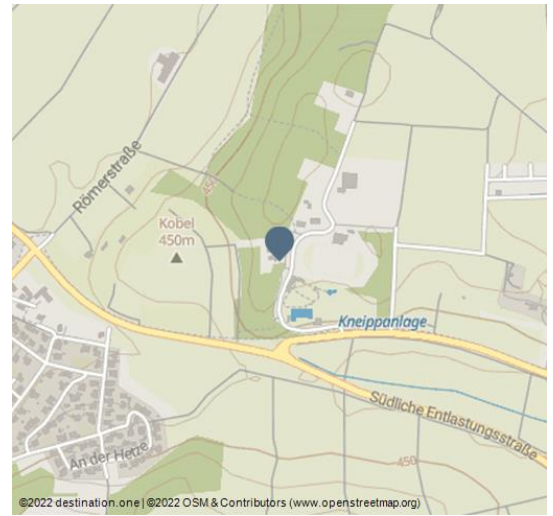 Römerstraße
450
Kobel
450m
Kneippanlage
Südliche Entlastungsstraße
An der Hetze
450
©2022 destination.one | ©2022 OSM & Contributors (www.openstreetmap.org)